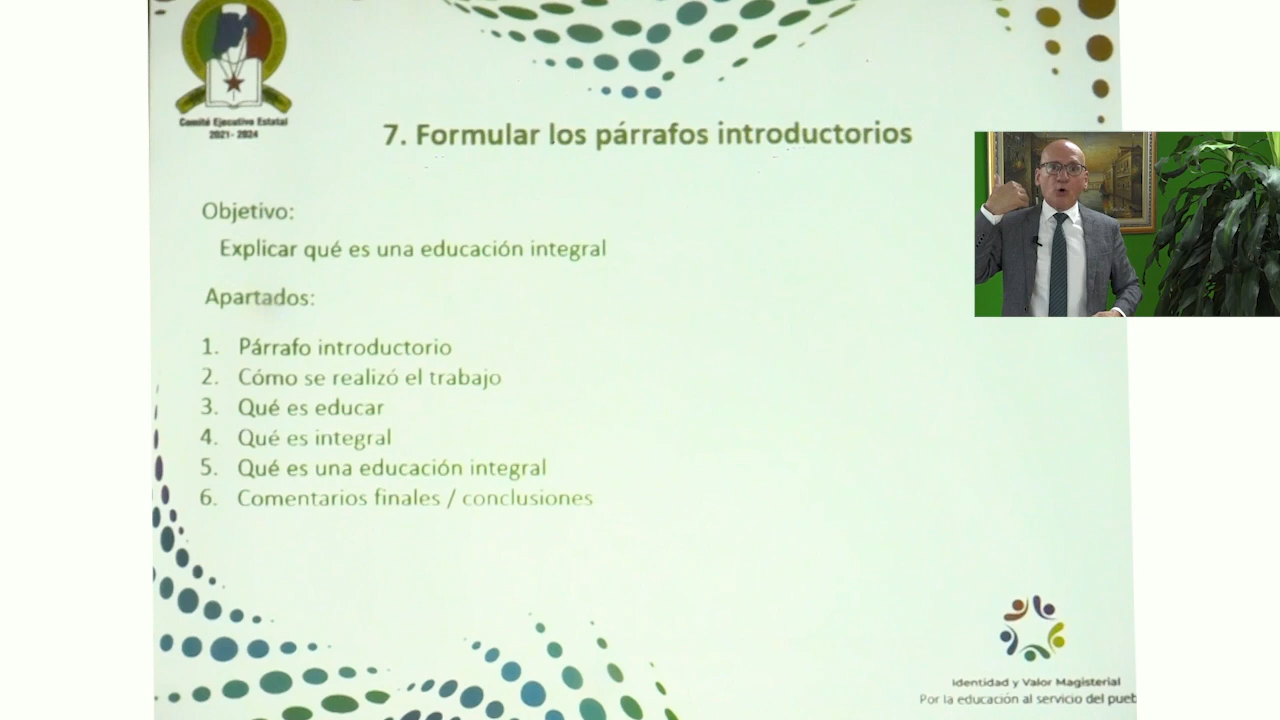 Comité Ejecutivo Estatal
2021- 2024
7. Formular los párrafos introductorios
Objetivo:
Explicar qué es una educación integral
Apartados:
1. Párrafo introductorio
2. Cómo se realizó el trabajo
3. Qué es educar
4. Qué es integral
5. Qué es una educación integral
6. Comentarios finales / conclusiones
Identidad y Valor Magisterial
Por la educación al servicio del pueb